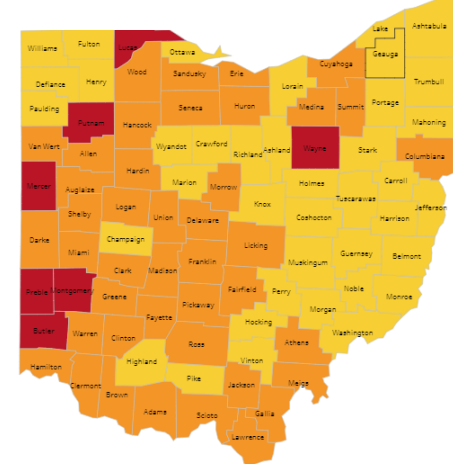 Lake
Ashtabula
Williams
Fulton
Lucas
Ottawa
Geauga
Cuyahoga
Wood
Sandusky
Erie
Defiance
Henry
Lorain
Trumbull
Portage
Paulding
Seneca
Huron
Medina
Summit
Putnam
Hancock
Mahoning
Van Wert
Allen
Wyandot
Crawford
Richland
Ashland
Wayne
Stark
Columbiana
Mercer
Auglaize
Hardin
Marion
Morrow
Holmes
Carroll
Tuscarawas
Jefferson
Shelby
Logan
Union
Delaware
Knox
Coshocton
Harrison
Darke
Miami
Champaign
Licking
Guernsey
Belmont
Clark
Madison
Franklin
Muskingum
Preble
Montgomery
Greene
Fairfield
Perry
Noble
Monroe
Fayette
Pickaway
Morgan
Butler
Warren
Clinton
Hocking
Washington
Ross
Athens
Hamilton
Highland
Vinton
Clermont
Brown
Pike
Jackson
Meigs
Adams
Scioto
Gallia
Lawrence